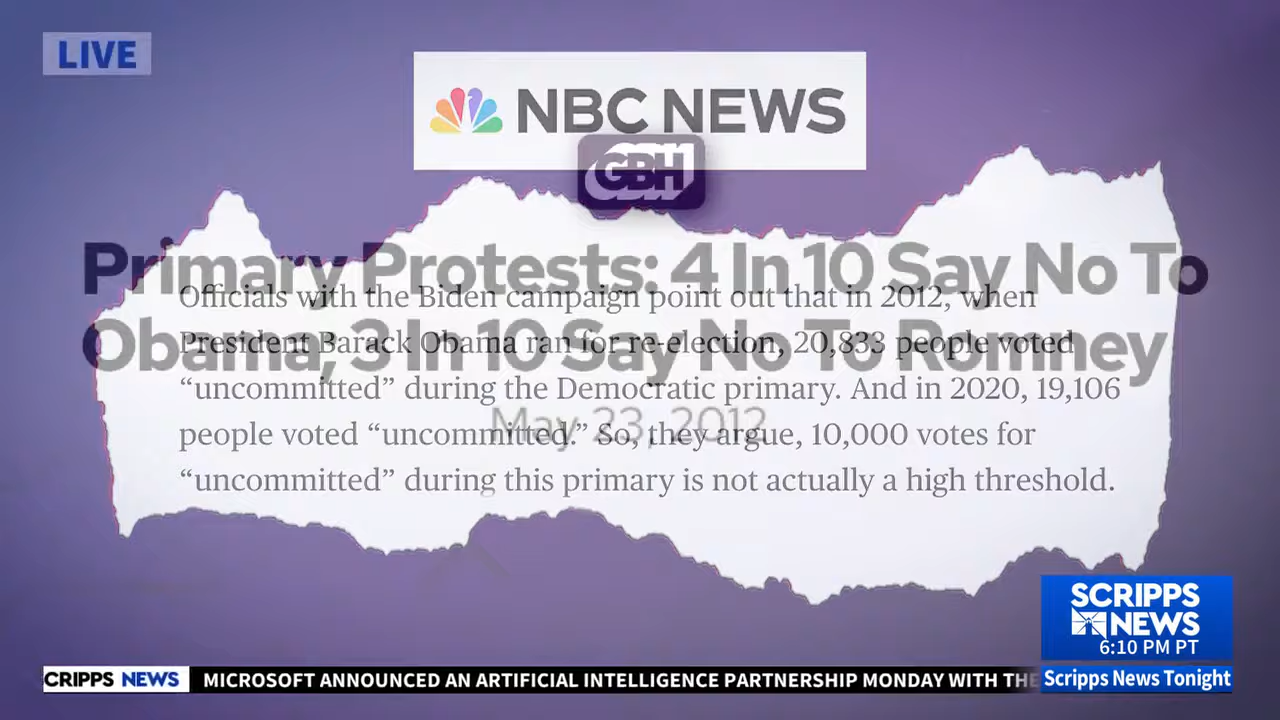 LIVE
NBC NEWS
GBH
Primary Protests: 4 In 10 Say No To
Obama; 3 In 10 Say No To Romney
May 23, 2012
Officials with the Biden campaign point out that in 2012, when
President Barack Obama ran for re-election, 20,833 people voted
“uncommitted” during the Democratic primary. And in 2020, 19,106
people voted “uncommitted.” So, they argue, 10,000 votes for
“uncommitted” during this primary is not actually a high threshold.
SCRIPPS
NEWS
6:10 PM PT
Scripps News Tonight
CRIPPS NEWS MICROSOFT ANNOUNCED AN ARTIFICIAL INTELLIGENCE PARTNERSHIP MONDAY WITH THE